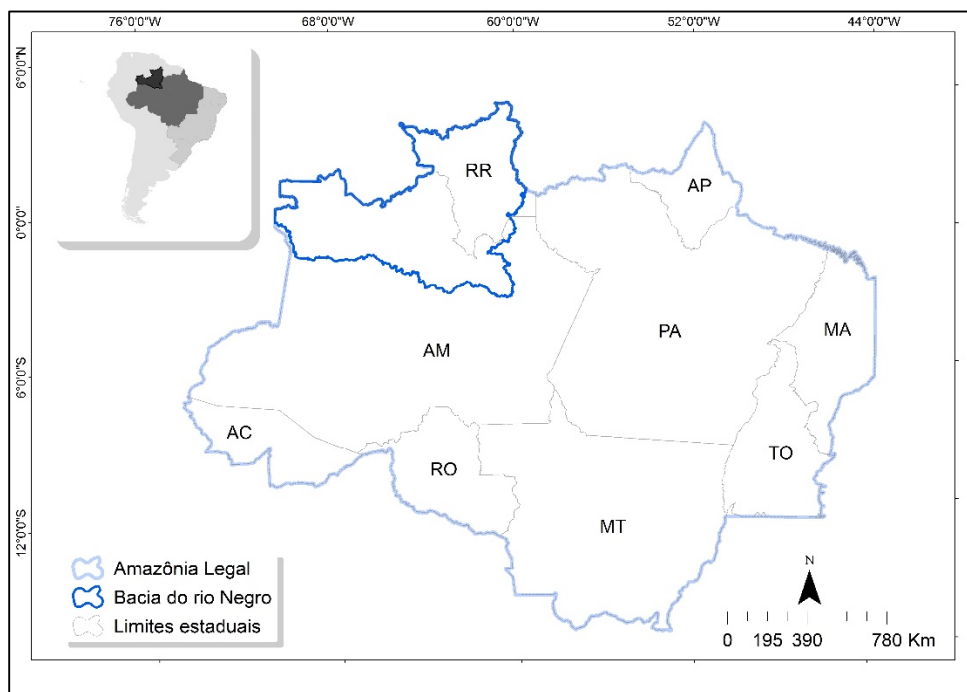 76°0'0"W 68°0'0"W 60°0'0"W 52°0'0"W 44°0'0"W
6°0'0"N
0°0'0"
6°0'0"S
12°0'0"S
RR
AP
PA
MA
AM
AC
RO
TO
MT
Amazônia Legal
Bacia do rio Negro
Limites estaduais
N
0 195 390 780 Km